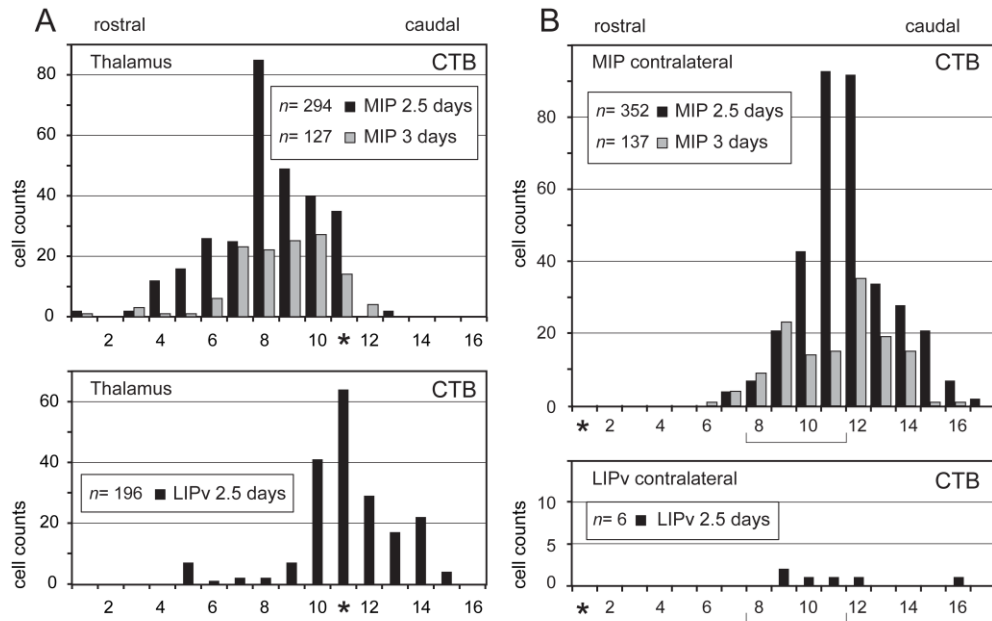 A
rostral caudal
Thalamus CTB
n= 294 MIP 2.5 days
n= 127 MIP 3 days
cell counts
80
60
40
20
0
2 4 6 8 10 * 12 14 16
Thalamus CTB
n= 196 LIPv 2.5 days
cell counts
60
40
20
0
2 4 6 8 10 * 12 14 16
B
rostral caudal
MIP contralateral CTB
n= 352 MIP 2.5 days
n= 137 MIP 3 days
cell counts
80
60
40
20
0
* 2 4 6 8 10 12 14 16
LIPv contralateral CTB
n= 6 LIPv 2.5 days
cell counts
10
5
0
* 2 4 6 8 10 12 14 16